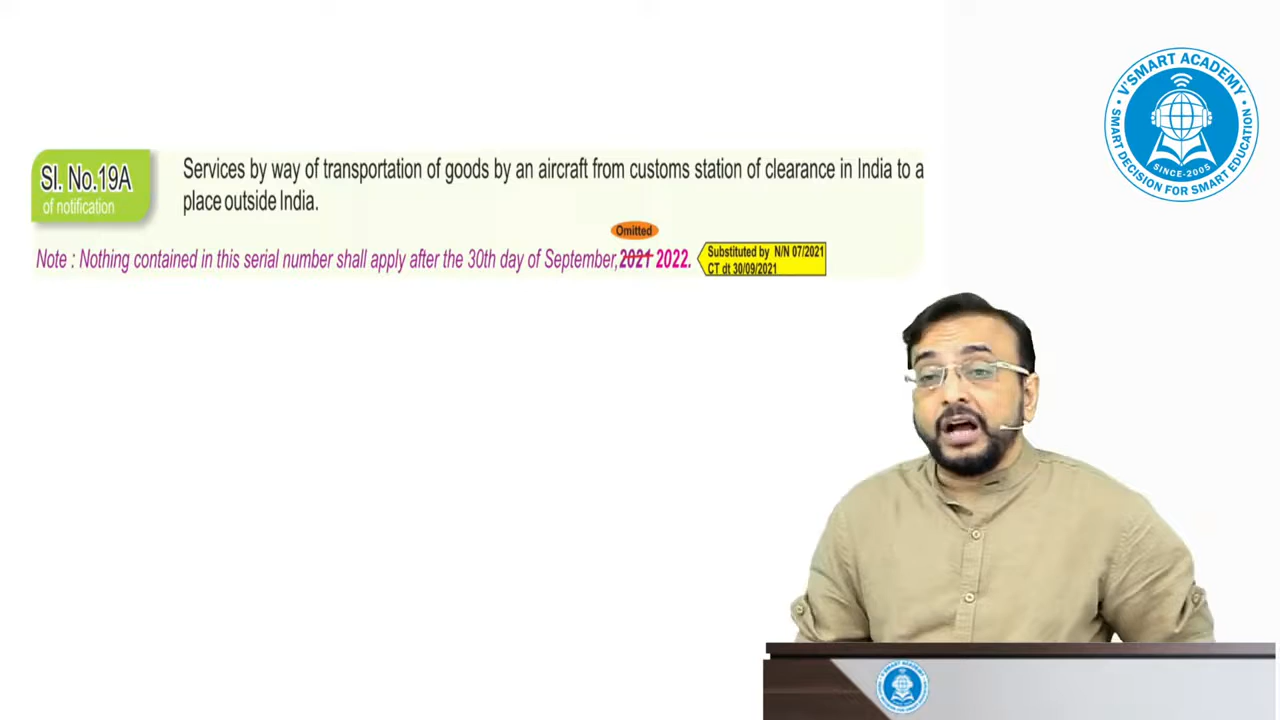 V'SMART ACADEMY
SMART DECISION FOR SMART EDUCATION
SINCE-2005
Sl. No.19A
of notification
Services by way of transportation of goods by an aircraft from customs station of clearance in India to a
place outside India.
Omitted
Note : Nothing contained in this serial number shall apply after the 30th day of September,2021 2022.
Substituted by N/N 07/2021
CT dt 30/09/2021
V'SMART ACADEMY